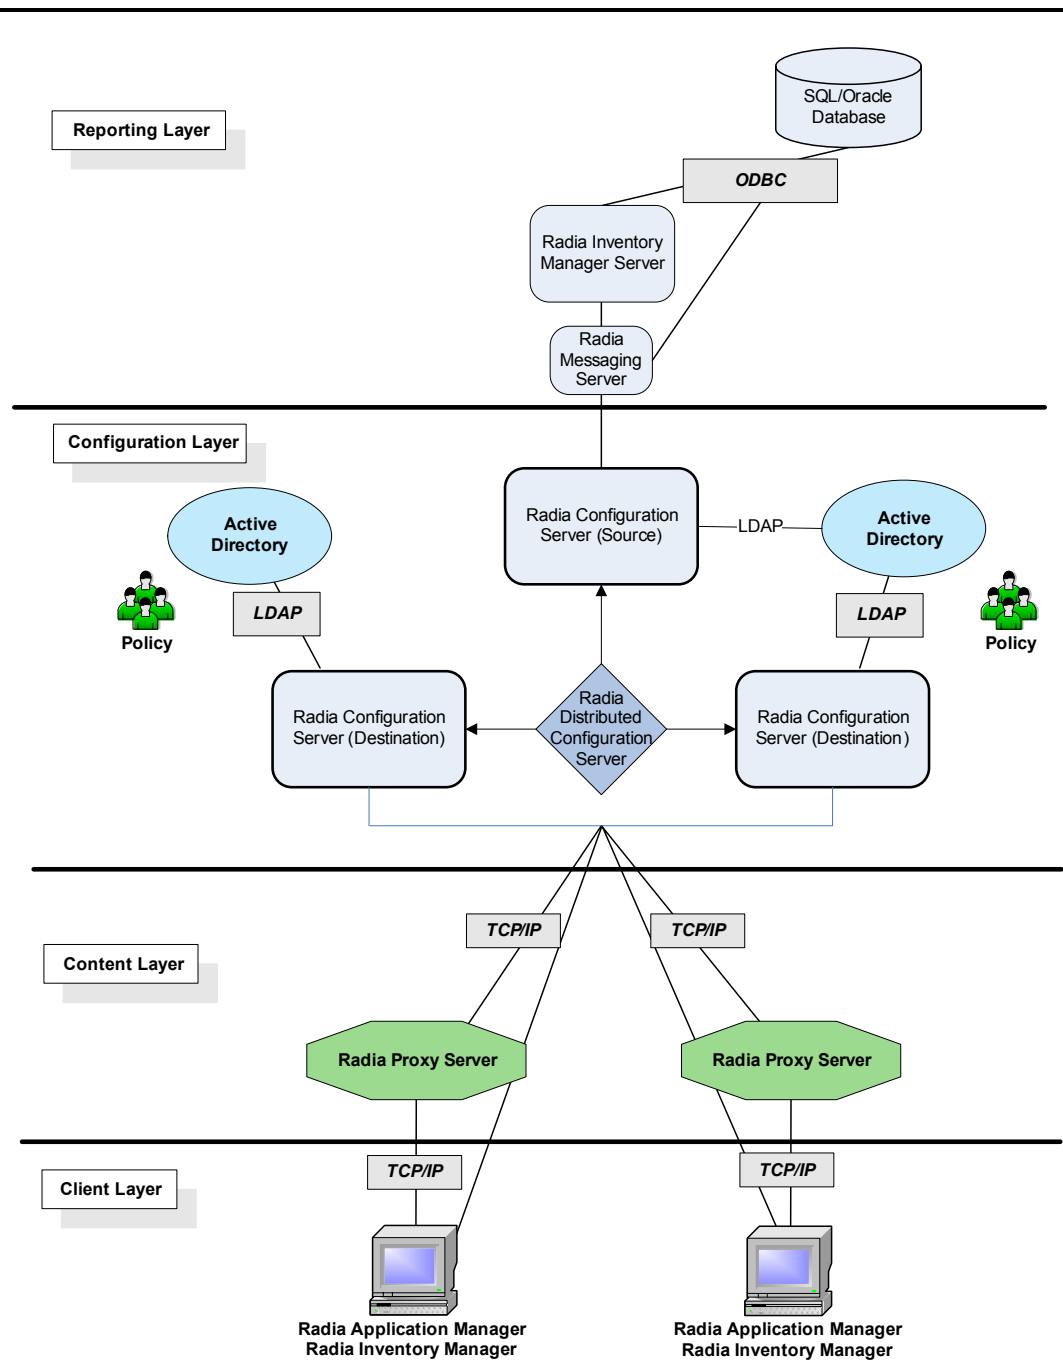 SQL/Oracle
Database
Reporting Layer
ODBC
Radia Inventory
Manager Server
Radia
Messaging
Server
Configuration Layer
Active
Directory
Radia Configuration
Server (Source)
LDAP
Active
Directory
LDAP
LDAP
Policy
Policy
Radia Configuration
Server (Destination)
Radia
Distributed
Configuration
Server
Radia Configuration
Server (Destination)
TCP/IP
TCP/IP
Content Layer
Radia Proxy Server
Radia Proxy Server
TCP/IP
TCP/IP
Client Layer
Radia Application Manager
Radia Inventory Manager
Radia Application Manager
Radia Inventory Manager